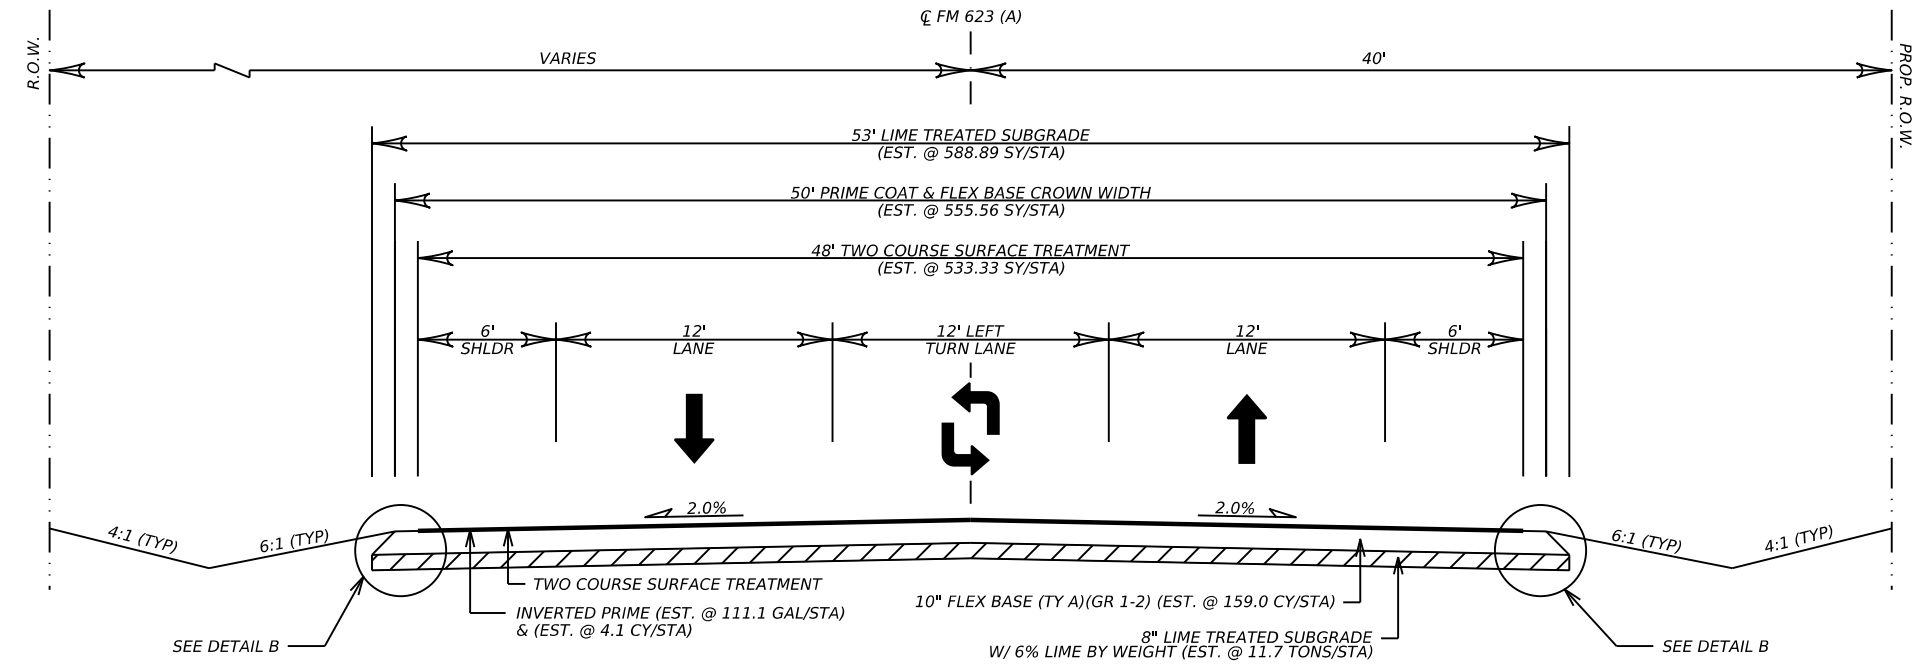 ℄ FM 623 (A)
R.O.W.
VARIES
40'
PROP. R.O.W.
53' LIME TREATED SUBGRADE
(EST. @ 588.89 SY/STA)
50' PRIME COAT & FLEX BASE CROWN WIDTH
(EST. @ 555.56 SY/STA)
48' TWO COURSE SURFACE TREATMENT
(EST. @ 533.33 SY/STA)
6'
SHLDR
12'
LANE
12' LEFT
TURN LANE
12'
LANE
6'
SHLDR
2.0%
2.0%
4:1 (TYP)
6:1 (TYP)
6:1 (TYP)
4:1 (TYP)
TWO COURSE SURFACE TREATMENT
INVERTED PRIME (EST. @ 111.1 GAL/STA)
& (EST. @ 4.1 CY/STA)
10" FLEX BASE (TY A)(GR 1-2) (EST. @ 159.0 CY/STA)
8" LIME TREATED SUBGRADE
W/ 6% LIME BY WEIGHT (EST. @ 11.7 TONS/STA)
SEE DETAIL B
SEE DETAIL B